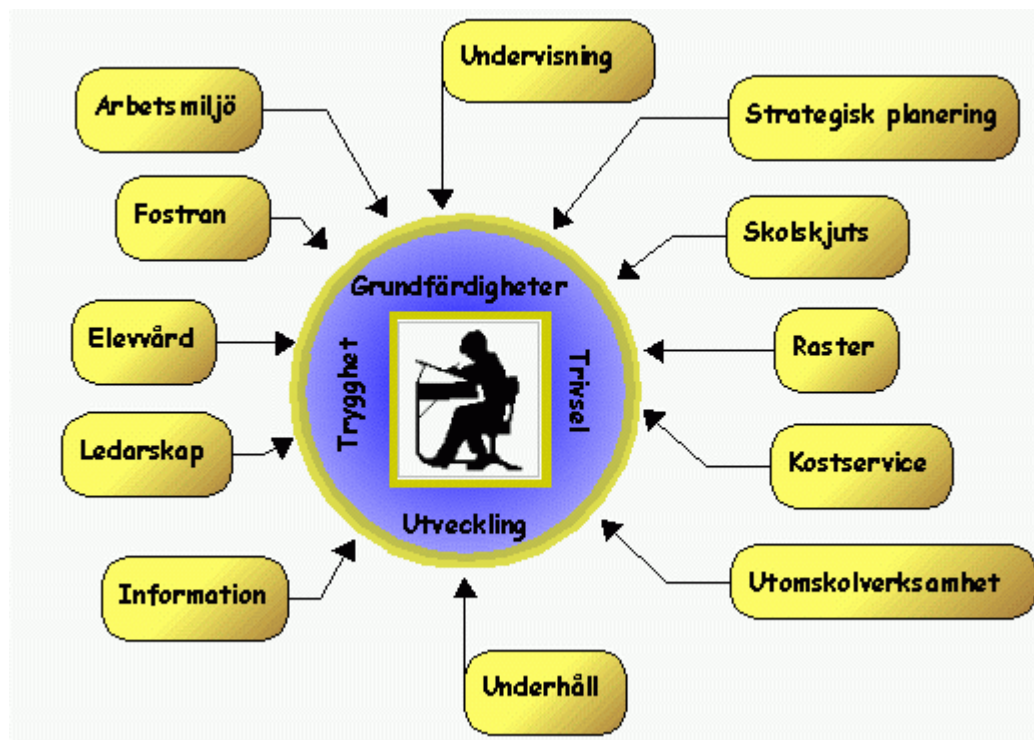 Undervisning
Arbetsmiljö
Strategisk planering
Fostran
Skolskjuts
Grundfärdigheter
Elevvård
Trygghet
Trivsel
Raster
Ledarskap
Kostservice
Utveckling
Information
Utomskolverksamhet
Underhåll